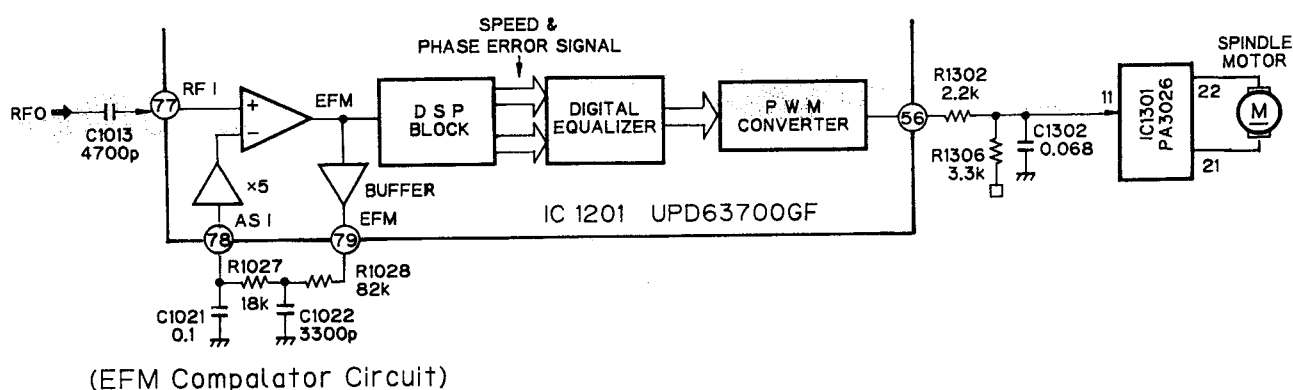 SPEED &
PHASE ERROR SIGNAL
SPINDLE
MOTOR
RFO
C1013
4700p
77
RF I
+
−
EFM
D S P
BLOCK
DIGITAL
EQUALIZER
P W M
CONVERTER
56
R1302
2.2k
R1306
3.3k
C1302
0.068
11
IC1301
PA3026
22
21
M
×5
BUFFER
AS I
EFM
78
79
IC 1201 UPD63700GF
R1027
18k
R1028
82k
C1021
0.1
C1022
3300p
(EFM Compalator Circuit)